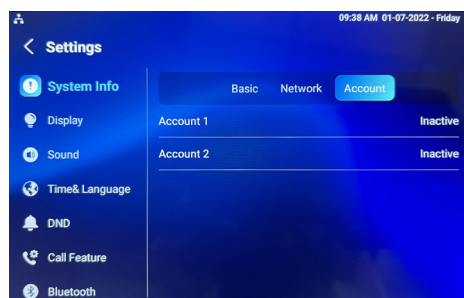 09:38 AM 01-07-2022 - Friday
Settings
System Info
Basic Network Account
Display
Account 1 Inactive
Sound
Account 2 Inactive
Time& Language
DND
Call Feature
Bluetooth